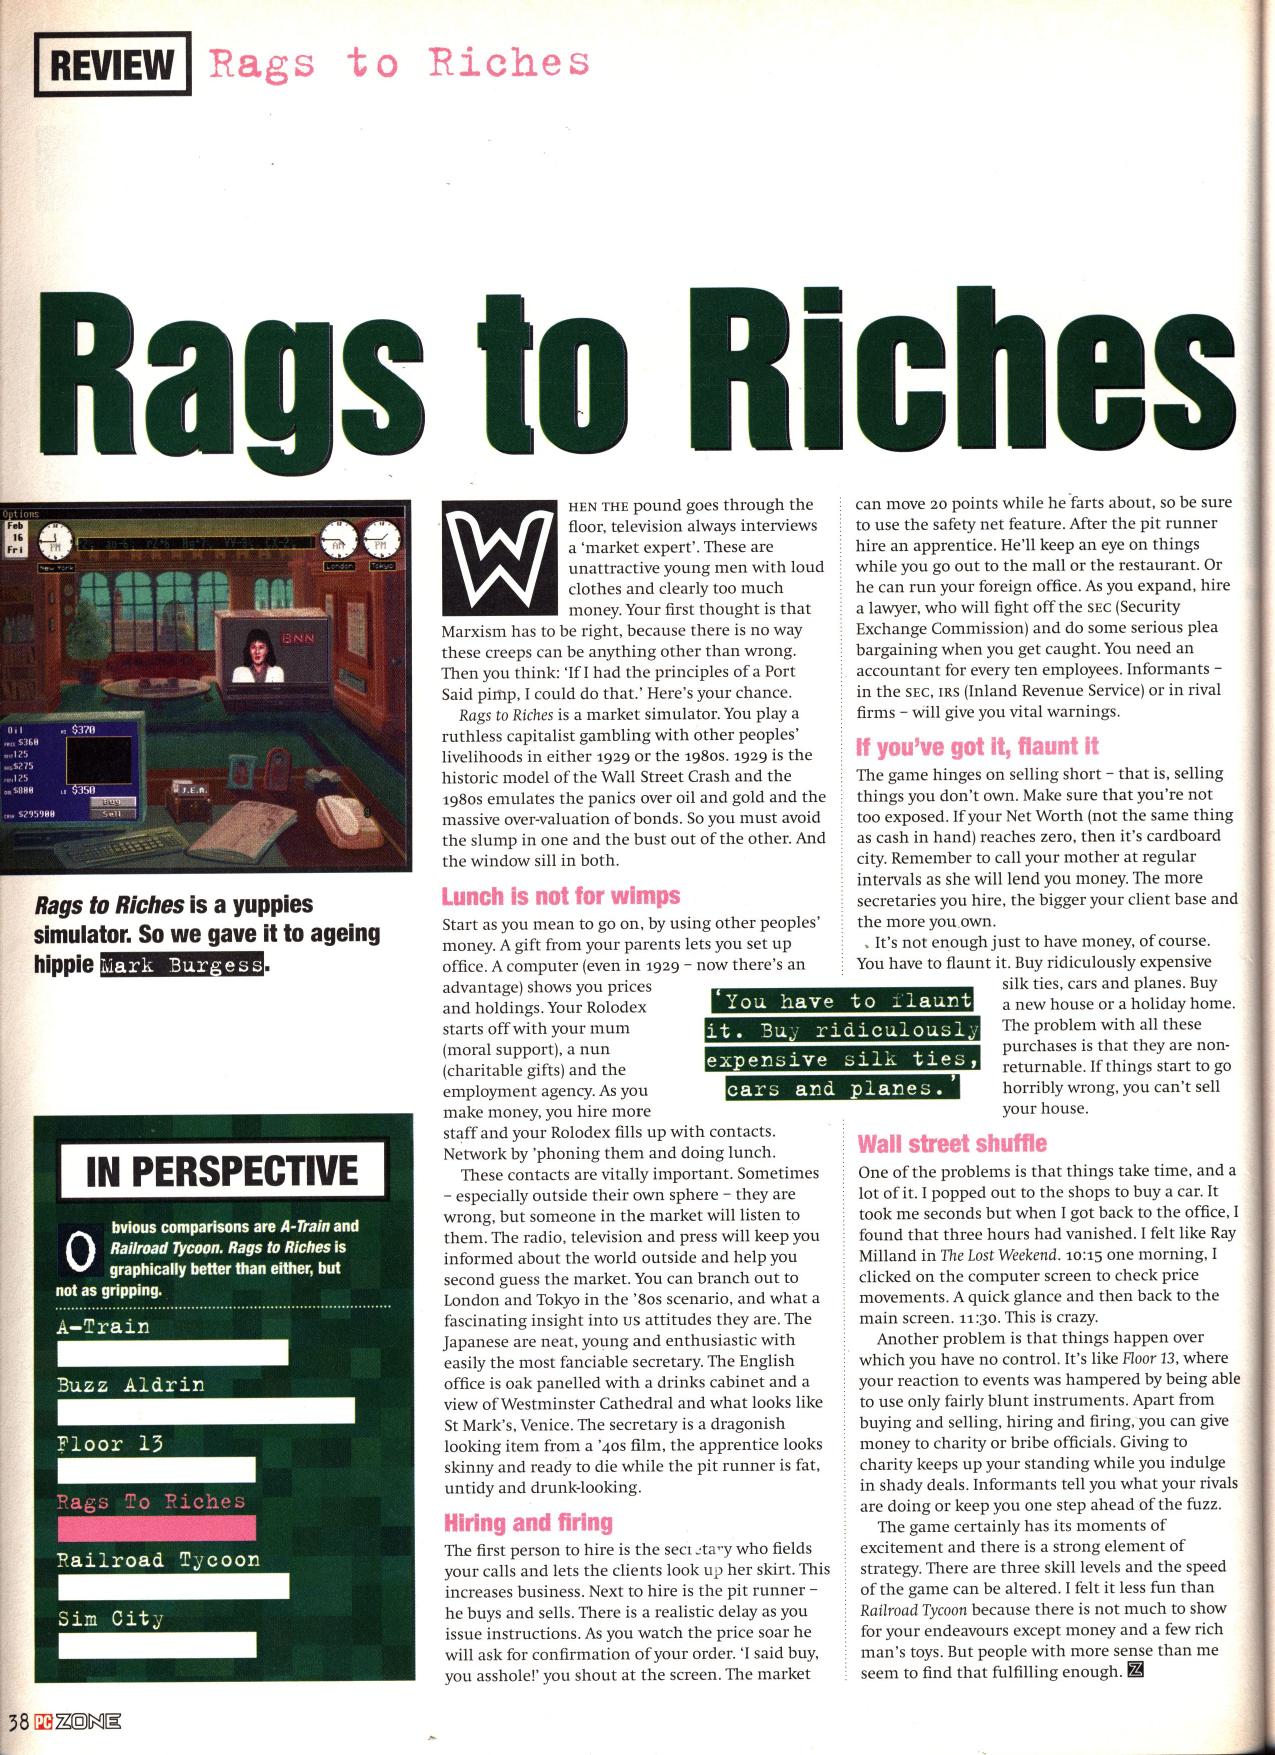 REVIEW Rags to Riches
Rags to Riches
Options
Feb
16
Fri
PM
AM
PM
New York
London
Tokyo
BNN
Oil
$370
$360
125
$275
125
$800
$350
Buy
Sell
$295900
J.E.A.
Rags to Riches is a yuppies
simulator. So we gave it to ageing
hippie Mark Burgess.
IN PERSPECTIVE
Obvious comparisons are A-Train and
Railroad Tycoon. Rags to Riches is
graphically better than either, but
not as gripping.
A-Train
Buzz Aldrin
Floor 13
Rags To Riches
Railroad Tycoon
Sim City
WHEN THE pound goes through the
floor, television always interviews
a ‘market expert’. These are
unattractive young men with loud
clothes and clearly too much
money. Your first thought is that
Marxism has to be right, because there is no way
these creeps can be anything other than wrong.
Then you think: ‘If I had the principles of a Port
Said pimp, I could do that.’ Here's your chance.
Rags to Riches is a market simulator. You play a
ruthless capitalist gambling with other peoples’
livelihoods in either 1929 or the 1980s. 1929 is the
historic model of the Wall Street Crash and the
1980s emulates the panics over oil and gold and the
massive over-valuation of bonds. So you must avoid
the slump in one and the bust out of the other. And
the window sill in both.
Lunch is not for wimps
Start as you mean to go on, by using other peoples’
money. A gift from your parents lets you set up
office. A computer (even in 1929 – now there's an
advantage) shows you prices
and holdings. Your Rolodex
starts off with your mum
(moral support), a nun
(charitable gifts) and the
employment agency. As you
make money, you hire more
staff and your Rolodex fills up with contacts.
Network by ’phoning them and doing lunch.
These contacts are vitally important. Sometimes
– especially outside their own sphere – they are
wrong, but someone in the market will listen to
them. The radio, television and press will keep you
informed about the world outside and help you
second guess the market. You can branch out to
London and Tokyo in the ’80s scenario, and what a
fascinating insight into US attitudes they are. The
Japanese are neat, young and enthusiastic with
easily the most fanciable secretary. The English
office is oak panelled with a drinks cabinet and a
view of Westminster Cathedral and what looks like
St Mark's, Venice. The secretary is a dragonish
looking item from a ’40s film, the apprentice looks
skinny and ready to die while the pit runner is fat,
untidy and drunk-looking.
Hiring and firing
The first person to hire is the secretary who fields
your calls and lets the clients look up her skirt. This
increases business. Next to hire is the pit runner –
he buys and sells. There is a realistic delay as you
issue instructions. As you watch the price soar he
will ask for confirmation of your order. ‘I said buy,
you asshole!’ you shout at the screen. The market
‘You have to flaunt
it. Buy ridiculously
expensive silk ties,
cars and planes.’
can move 20 points while he farts about, so be sure
to use the safety net feature. After the pit runner
hire an apprentice. He'll keep an eye on things
while you go out to the mall or the restaurant. Or
he can run your foreign office. As you expand, hire
a lawyer, who will fight off the SEC (Security
Exchange Commission) and do some serious plea
bargaining when you get caught. You need an
accountant for every ten employees. Informants –
in the SEC, IRS (Inland Revenue Service) or in rival
firms – will give you vital warnings.
If you've got it, flaunt it
The game hinges on selling short – that is, selling
things you don't own. Make sure that you're not
too exposed. If your Net Worth (not the same thing
as cash in hand) reaches zero, then it's cardboard
city. Remember to call your mother at regular
intervals as she will lend you money. The more
secretaries you hire, the bigger your client base and
the more you own.
It's not enough just to have money, of course.
You have to flaunt it. Buy ridiculously expensive
silk ties, cars and planes. Buy
a new house or a holiday home.
The problem with all these
purchases is that they are non-
returnable. If things start to go
horribly wrong, you can't sell
your house.
Wall street shuffle
One of the problems is that things take time, and a
lot of it. I popped out to the shops to buy a car. It
took me seconds but when I got back to the office, I
found that three hours had vanished. I felt like Ray
Milland in The Lost Weekend. 10:15 one morning, I
clicked on the computer screen to check price
movements. A quick glance and then back to the
main screen. 11:30. This is crazy.
Another problem is that things happen over
which you have no control. It's like Floor 13, where
your reaction to events was hampered by being able
to use only fairly blunt instruments. Apart from
buying and selling, hiring and firing, you can give
money to charity or bribe officials. Giving to
charity keeps up your standing while you indulge
in shady deals. Informants tell you what your rivals
are doing or keep you one step ahead of the fuzz.
The game certainly has its moments of
excitement and there is a strong element of
strategy. There are three skill levels and the speed
of the game can be altered. I felt it less fun than
Railroad Tycoon because there is not much to show
for your endeavours except money and a few rich
man's toys. But people with more sense than me
seem to find that fulfilling enough. Z
38 PC ZONE